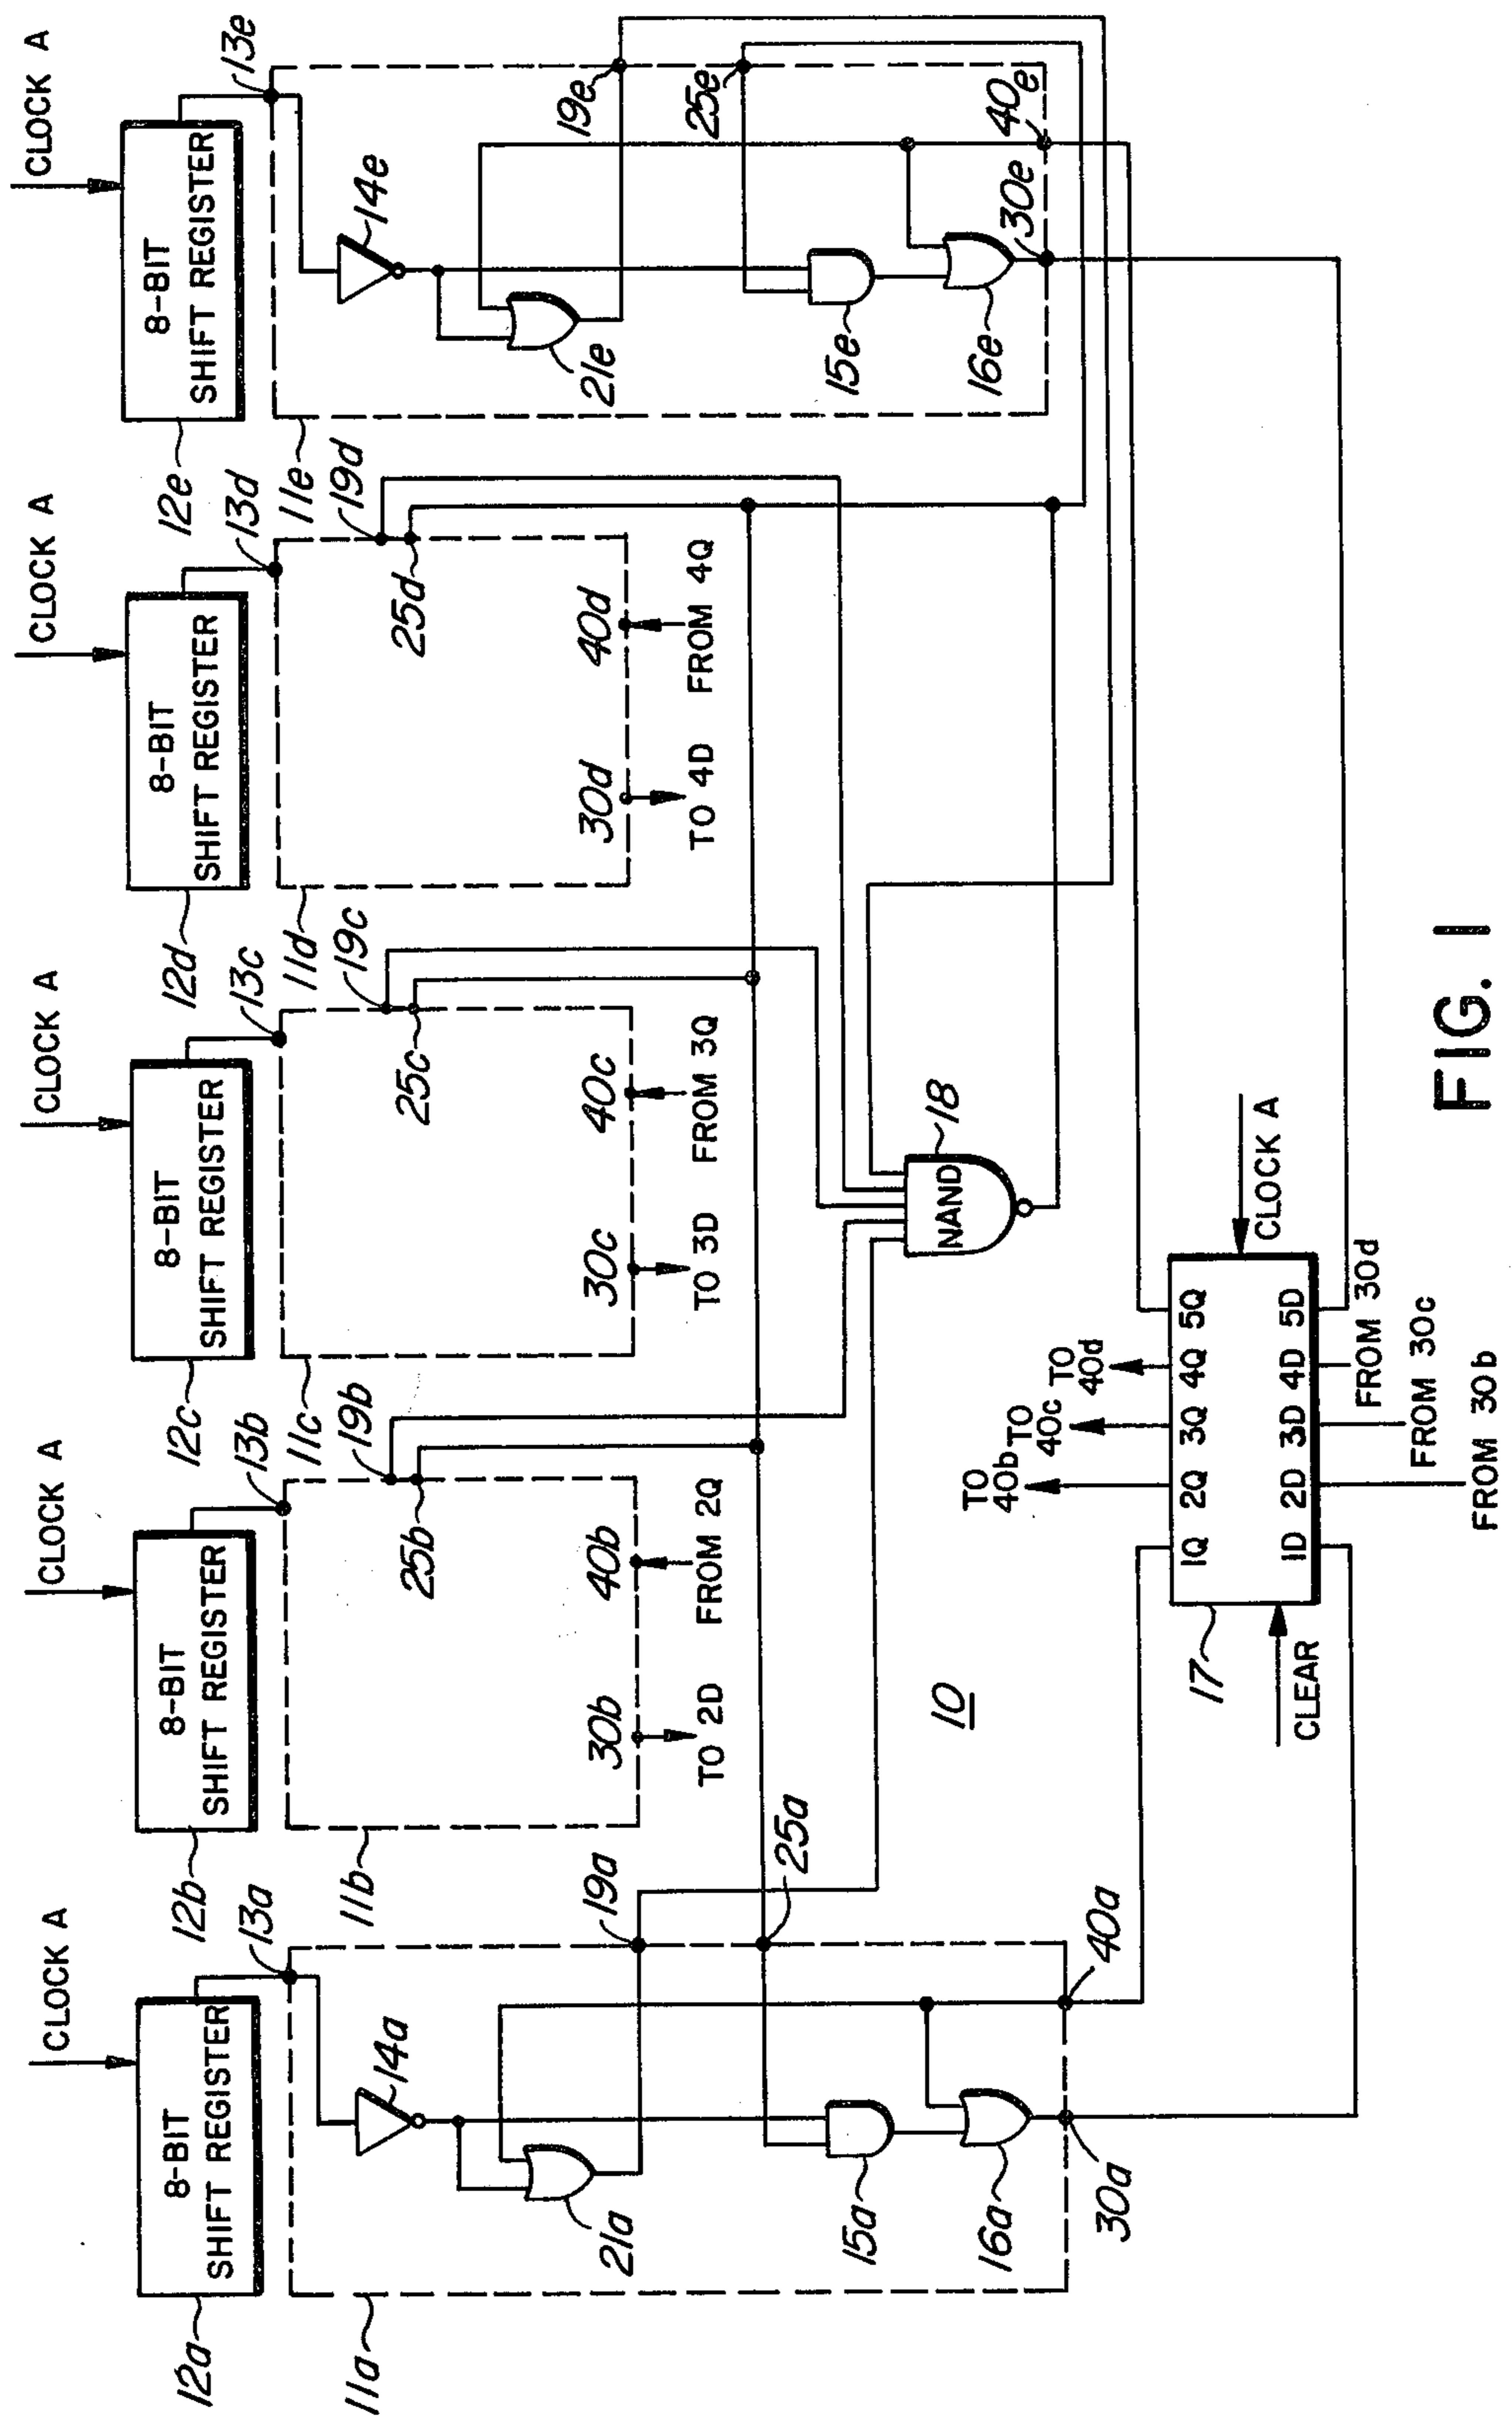 CLOCK A
CLOCK A
CLOCK A
CLOCK A
CLOCK A
8-BIT
SHIFT REGISTER
8-BIT
SHIFT REGISTER
8-BIT
SHIFT REGISTER
8-BIT
SHIFT REGISTER
8-BIT
SHIFT REGISTER
12a
13a
12b
13b
12c
13c
12d
13d
12e
13e
11a
14a
21a
19a
25a
15a
16a
30a
40a
11b
19b
25b
30b
40b
TO 2D
FROM 2Q
11c
19c
25c
30c
40c
TO 3D
FROM 3Q
11d
19d
25d
30d
40d
TO 4D
FROM 4Q
11e
14e
21e
19e
25e
15e
16e
30e
40e
10
NAND
18
TO
40b
TO
40c
TO
40d
17
1Q 2Q 3Q 4Q 5Q
1D 2D 3D 4D 5D
CLEAR
CLOCK A
FROM 30d
FROM 30c
FROM 30b
FIG. 1